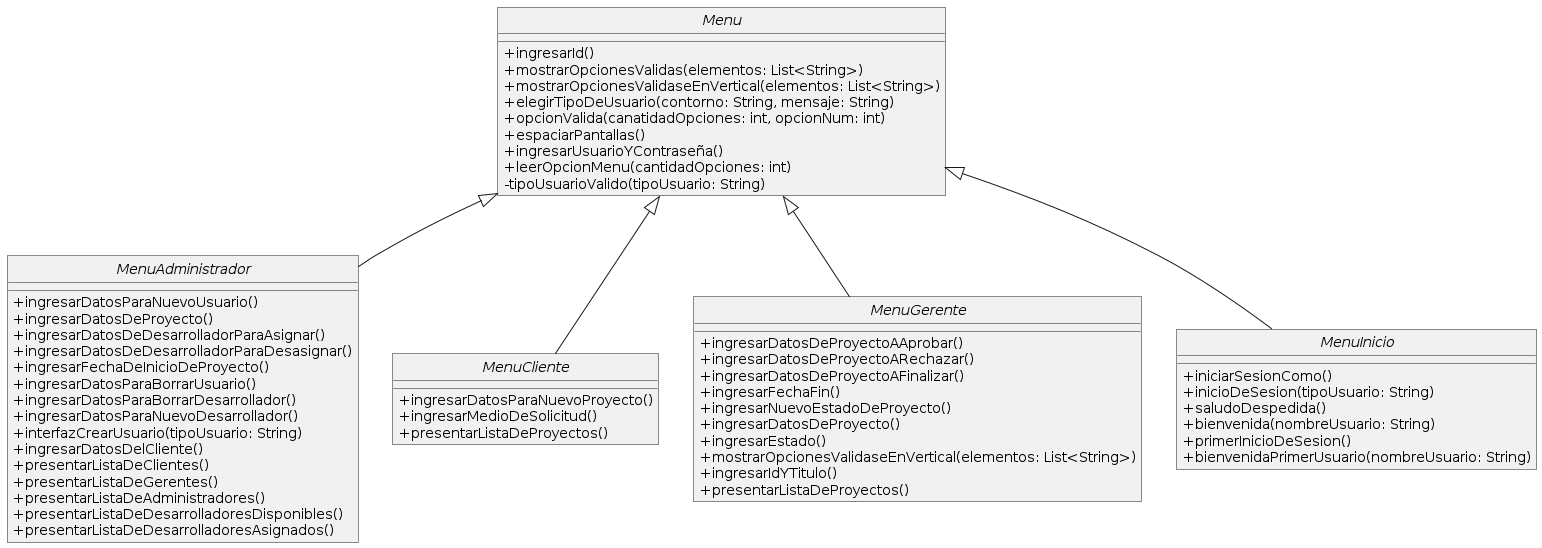 Menu
+ingresarId()
+mostrarOpcionesValidas(elementos: List<String>)
+mostrarOpcionesValidaseEnVertical(elementos: List<String>)
+elegirTipoDeUsuario(contorno: String, mensaje: String)
+opcionValida(canatidadOpciones: int, opcionNum: int)
+espaciarPantallas()
+ingresarUsuarioYContraseña()
+leerOpcionMenu(cantidadOpciones: int)
-tipoUsuarioValido(tipoUsuario: String)
MenuAdministrador
+ingresarDatosParaNuevoUsuario()
+ingresarDatosDeProyecto()
+ingresarDatosDeDesarrolladorParaAsignar()
+ingresarDatosDeDesarrolladorParaDesasignar()
+ingresarFechaDeInicioDeProyecto()
+ingresarDatosParaBorrarUsuario()
+ingresarDatosParaBorrarDesarrollador()
+ingresarDatosParaNuevoDesarrollador()
+interfazCrearUsuario(tipoUsuario: String)
+ingresarDatosDelCliente()
+presentarListaDeClientes()
+presentarListaDeGerentes()
+presentarListaDeAdministradores()
+presentarListaDeDesarrolladoresDisponibles()
+presentarListaDeDesarrolladoresAsignados()
MenuCliente
+ingresarDatosParaNuevoProyecto()
+ingresarMedioDeSolicitud()
+presentarListaDeProyectos()
MenuGerente
+ingresarDatosDeProyectoAAprobar()
+ingresarDatosDeProyectoARechazar()
+ingresarDatosDeProyectoAFinalizar()
+ingresarFechaFin()
+ingresarNuevoEstadoDeProyecto()
+ingresarDatosDeProyecto()
+ingresarEstado()
+mostrarOpcionesValidaseEnVertical(elementos: List<String>)
+ingresarIdYTitulo()
+presentarListaDeProyectos()
MenuInicio
+iniciarSesionComo()
+inicioDeSesion(tipoUsuario: String)
+saludoDespedida()
+bienvenida(nombreUsuario: String)
+primerInicioDeSesion()
+bienvenidaPrimerUsuario(nombreUsuario: String)